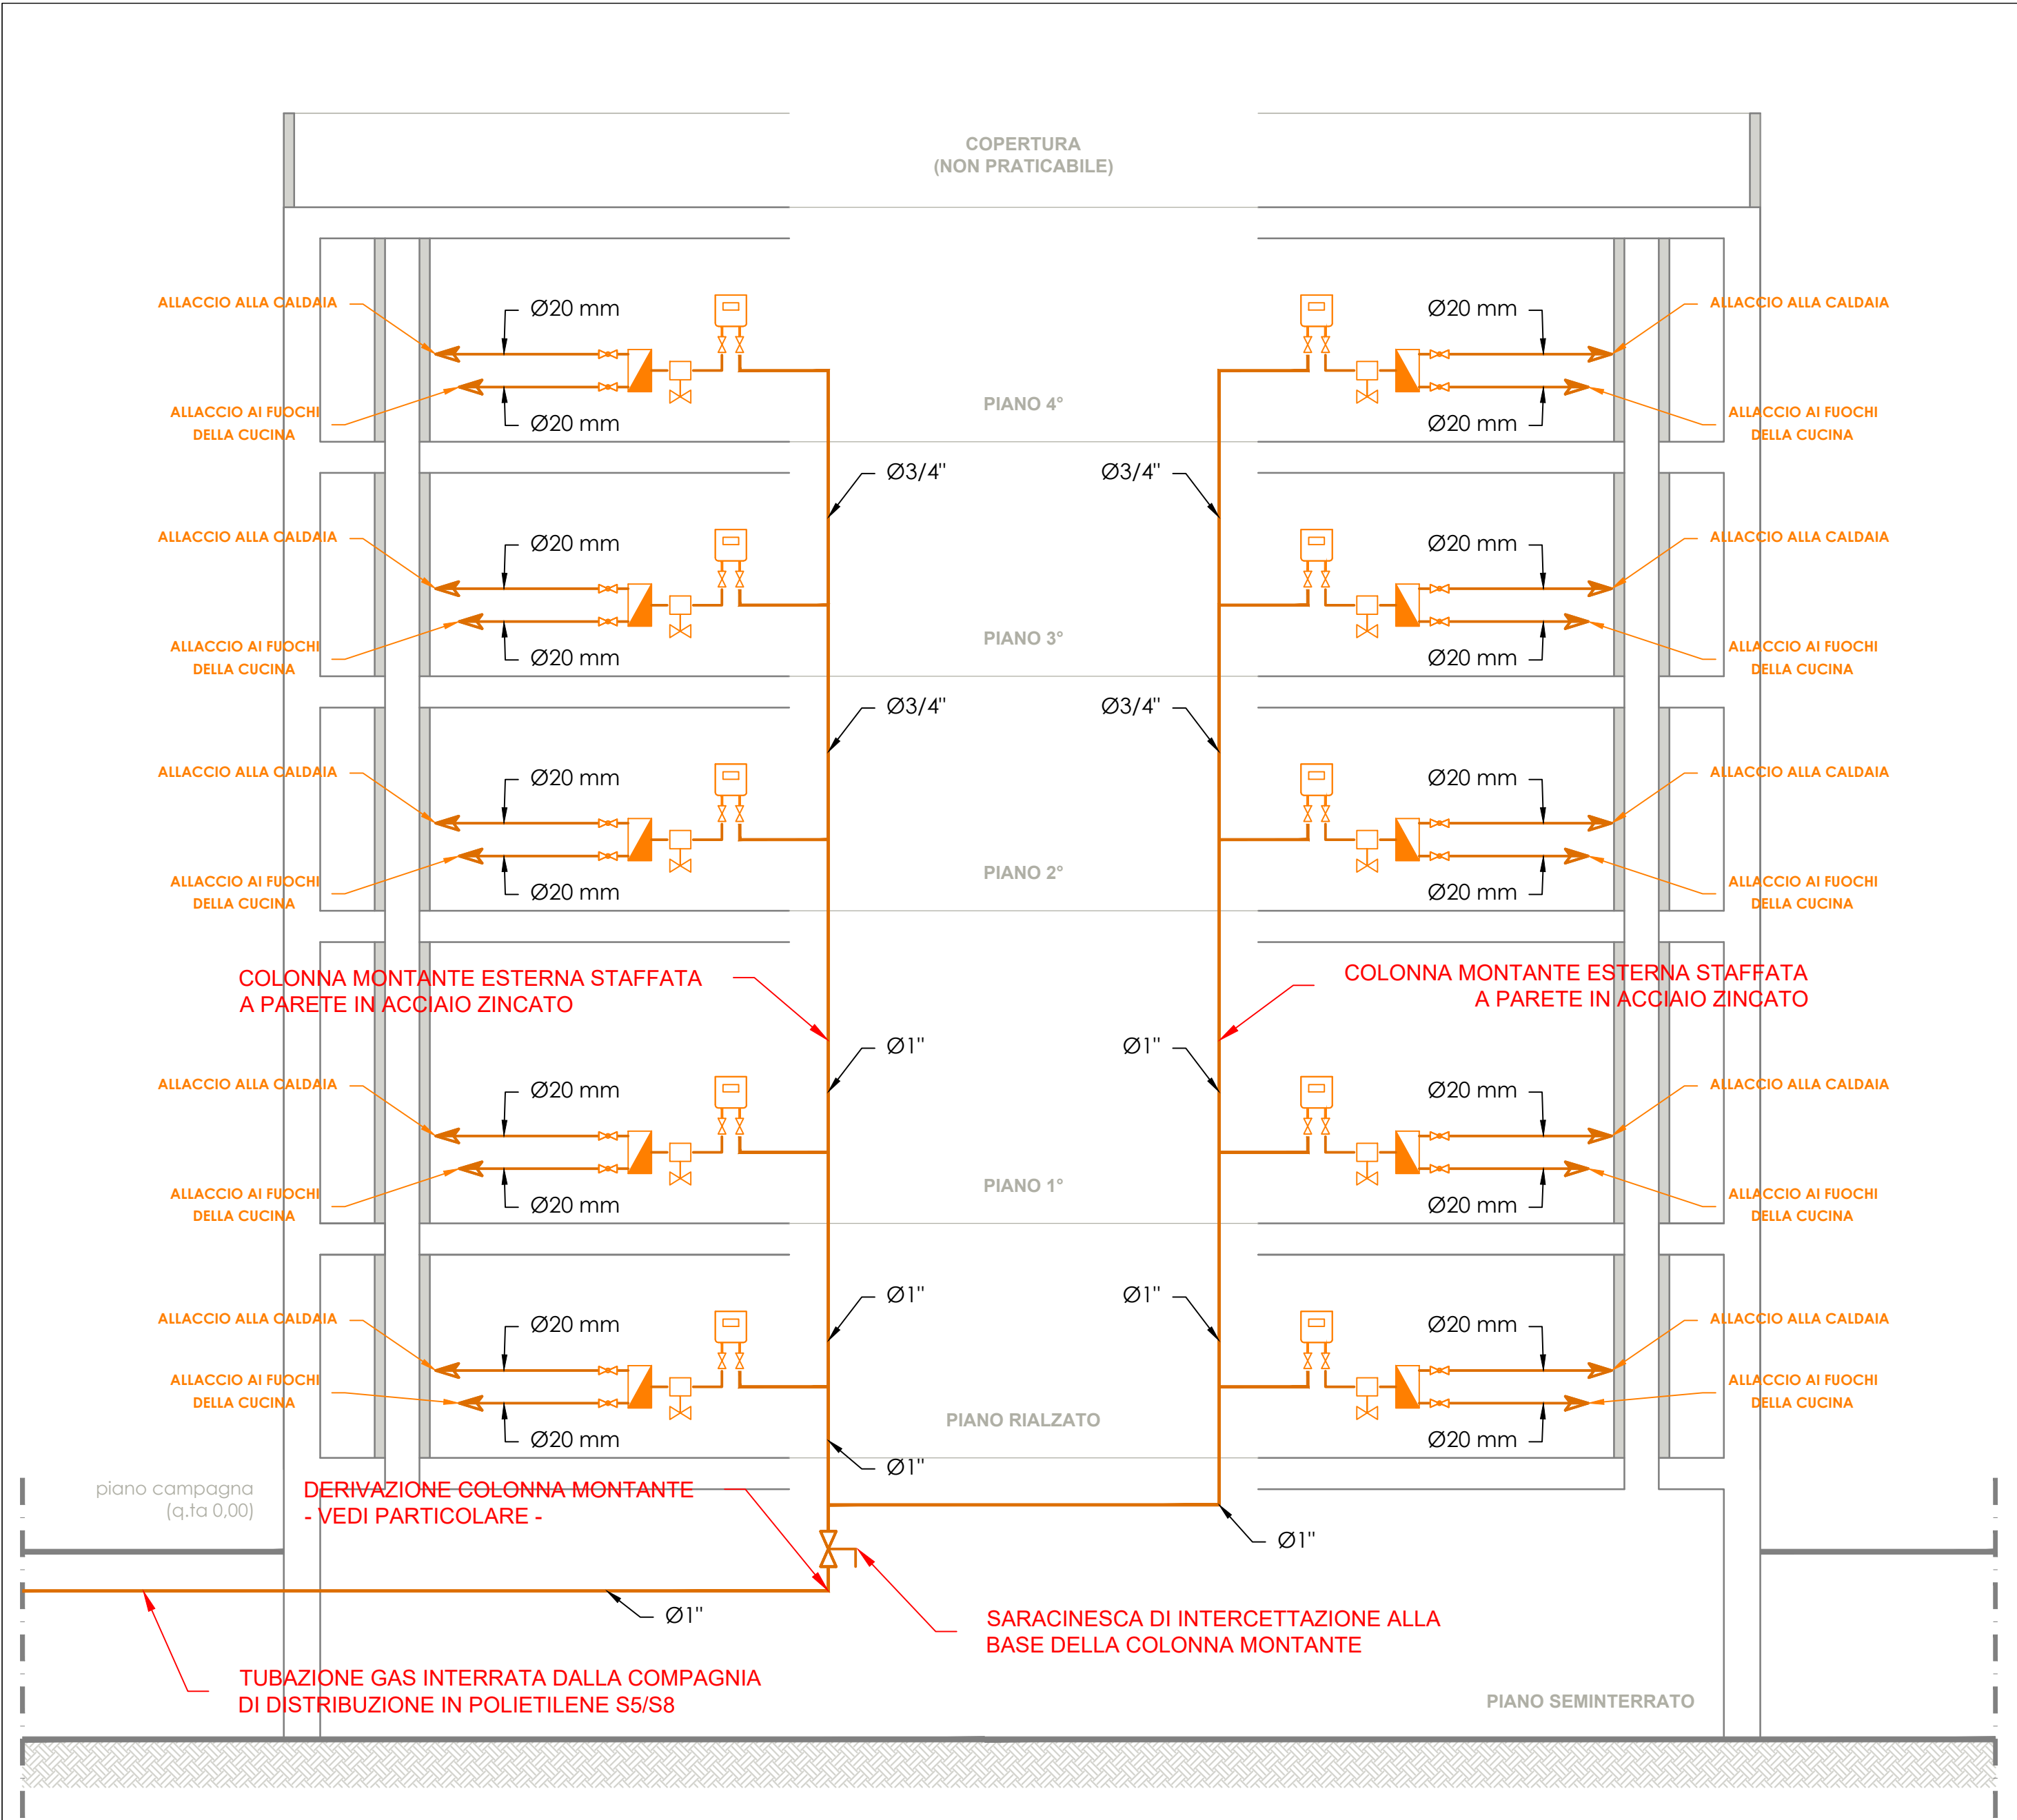 COPERTURA
(NON PRATICABILE)
ALLACCIO ALLA CALDAIA
Ø20 mm
Ø20 mm
ALLACCIO ALLA CALDAIA
PIANO 4°
ALLACCIO AI FUOCHI
DELLA CUCINA
Ø20 mm
Ø20 mm
ALLACCIO AI FUOCHI
DELLA CUCINA
Ø3/4"
Ø3/4"
ALLACCIO ALLA CALDAIA
Ø20 mm
Ø20 mm
ALLACCIO ALLA CALDAIA
PIANO 3°
ALLACCIO AI FUOCHI
DELLA CUCINA
Ø20 mm
Ø20 mm
ALLACCIO AI FUOCHI
DELLA CUCINA
Ø3/4"
Ø3/4"
ALLACCIO ALLA CALDAIA
Ø20 mm
Ø20 mm
ALLACCIO ALLA CALDAIA
PIANO 2°
ALLACCIO AI FUOCHI
DELLA CUCINA
Ø20 mm
Ø20 mm
ALLACCIO AI FUOCHI
DELLA CUCINA
COLONNA MONTANTE ESTERNA STAFFATA
A PARETE IN ACCIAIO ZINCATO
COLONNA MONTANTE ESTERNA STAFFATA
A PARETE IN ACCIAIO ZINCATO
Ø1"
Ø1"
ALLACCIO ALLA CALDAIA
Ø20 mm
Ø20 mm
ALLACCIO ALLA CALDAIA
PIANO 1°
ALLACCIO AI FUOCHI
DELLA CUCINA
Ø20 mm
Ø20 mm
ALLACCIO AI FUOCHI
DELLA CUCINA
Ø1"
Ø1"
ALLACCIO ALLA CALDAIA
Ø20 mm
Ø20 mm
ALLACCIO ALLA CALDAIA
ALLACCIO AI FUOCHI
DELLA CUCINA
ALLACCIO AI FUOCHI
DELLA CUCINA
PIANO RIALZATO
Ø20 mm
Ø20 mm
Ø1"
piano campagna
(q.ta 0,00)
DERIVAZIONE COLONNA MONTANTE
- VEDI PARTICOLARE -
Ø1"
Ø1"
SARACINESCA DI INTERCETTAZIONE ALLA
BASE DELLA COLONNA MONTANTE
TUBAZIONE GAS INTERRATA DALLA COMPAGNIA
DI DISTRIBUZIONE IN POLIETILENE S5/S8
PIANO SEMINTERRATO